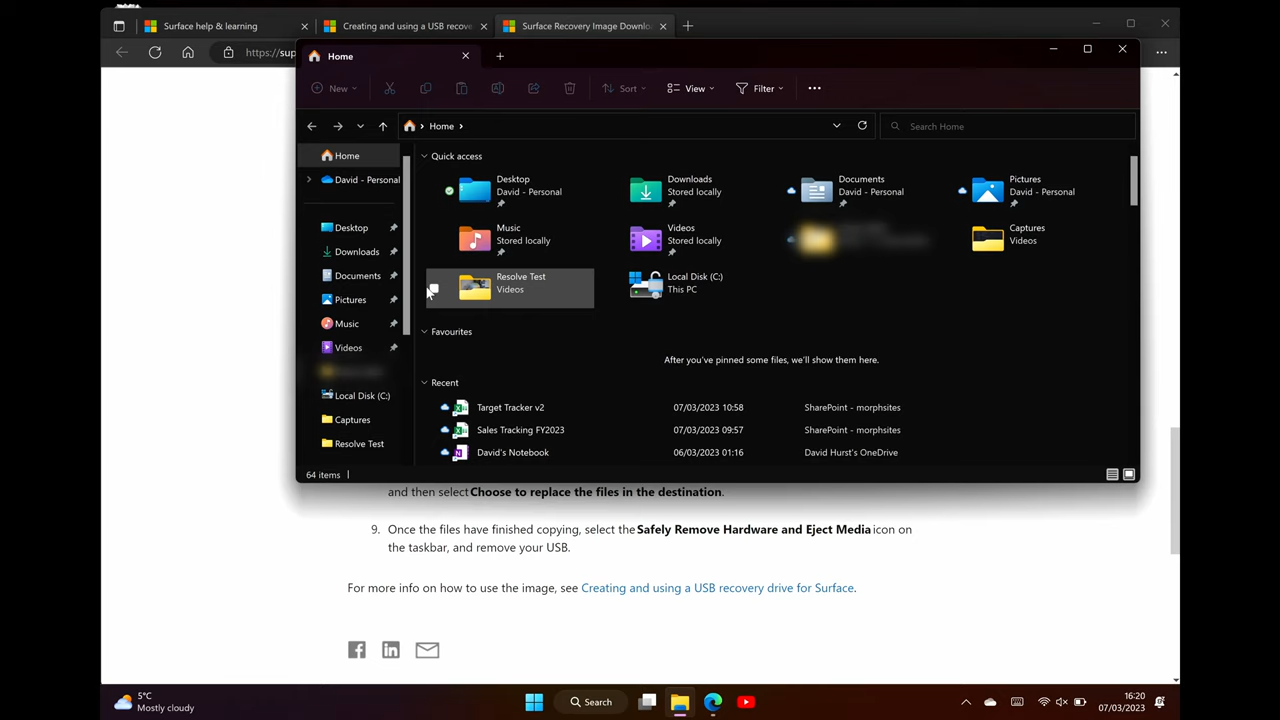 Surface help & learning
Creating and using a USB recove
Surface Recovery Image Downlo
https://sup
Home
New
Sort
View
Filter
Home
Search Home
Home
David - Personal
Desktop
Downloads
Documents
Pictures
Music
Videos
Local Disk (C:)
Captures
Resolve Test
Quick access
Desktop
David - Personal
Downloads
Stored locally
Documents
David - Personal
Pictures
David - Personal
Music
Stored locally
Videos
Stored locally
Captures
Videos
Resolve Test
Videos
Local Disk (C:)
This PC
Favourites
After you've pinned some files, we'll show them here.
Recent
Target Tracker v2 07/03/2023 10:58 SharePoint - morphsites
Sales Tracking FY2023 07/03/2023 09:57 SharePoint - morphsites
David's Notebook 06/03/2023 01:16 David Hurst's OneDrive
64 items
and then select Choose to replace the files in the destination.
9. Once the files have finished copying, select the Safely Remove Hardware and Eject Media icon on
the taskbar, and remove your USB.
For more info on how to use the image, see Creating and using a USB recovery drive for Surface.
5°C
Mostly cloudy
Search
16:20
07/03/2023